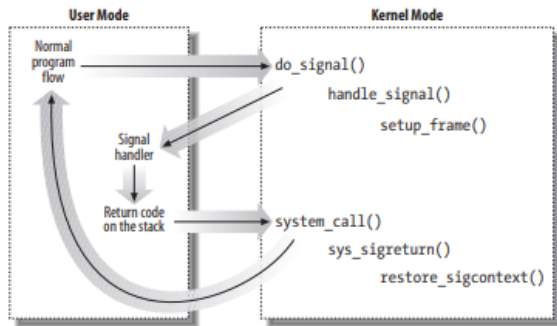 User Mode
Kernel Mode
Normal
program
flow
do_signal()
handle_signal()
setup_frame()
Signal
handler
Return code
on the stack
system_call()
sys_sigreturn()
restore_sigcontext()